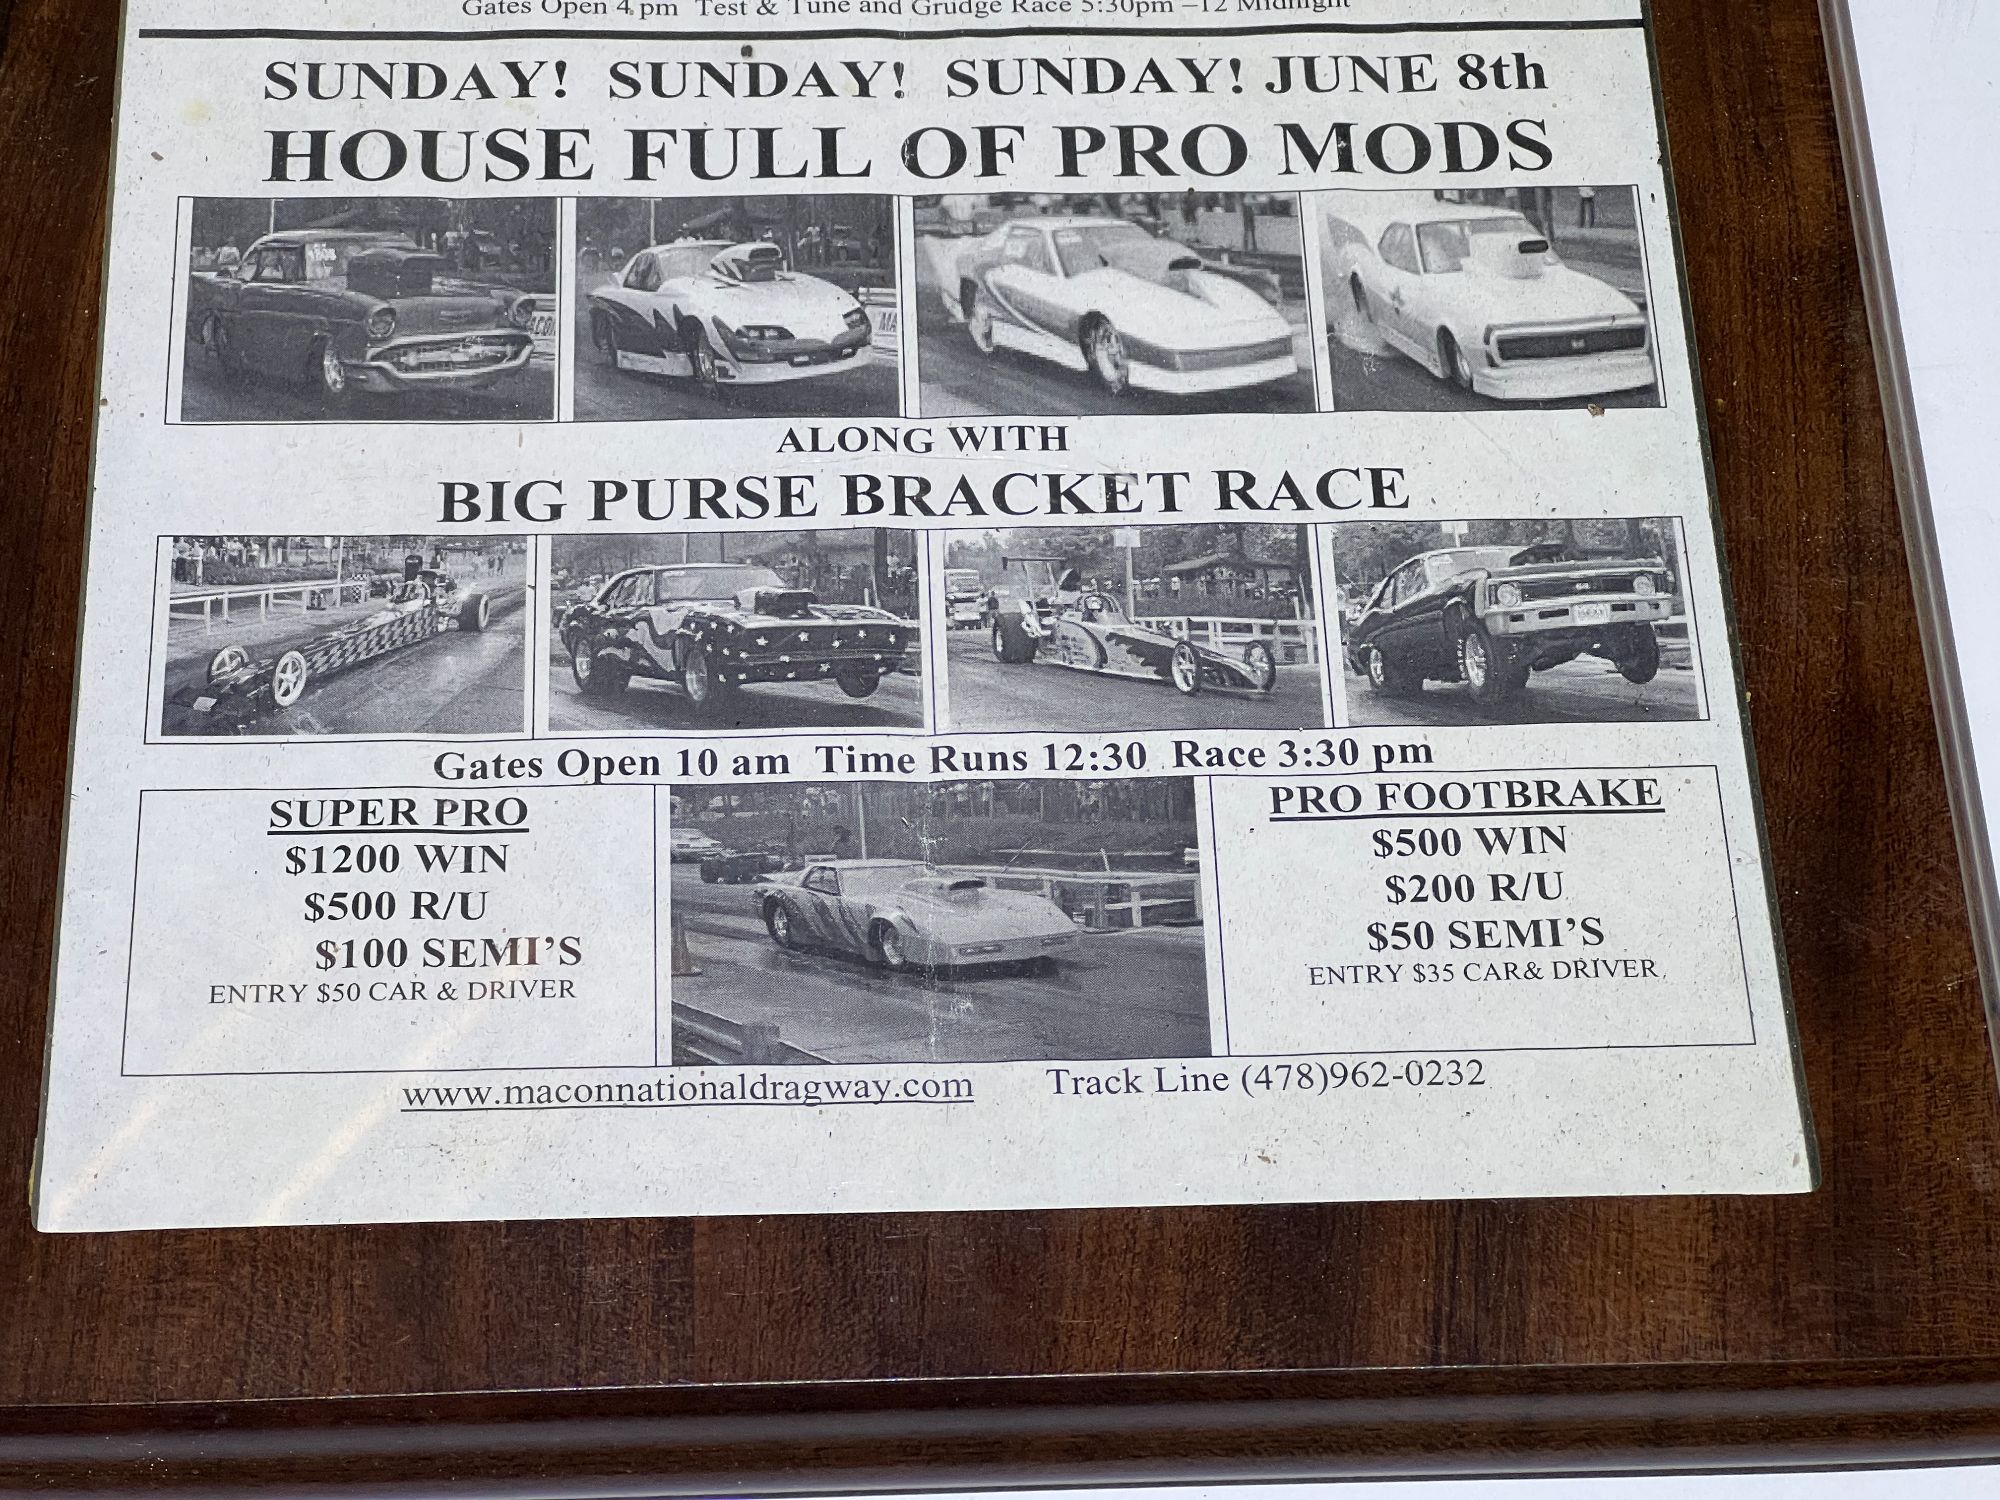 Gates Open 4 pm Test & Tune and Grudge Race 5:30pm –12 Midnight
SUNDAY! SUNDAY! SUNDAY! JUNE 8th
HOUSE FULL OF PRO MODS
ALONG WITH
BIG PURSE BRACKET RACE
Gates Open 10 am Time Runs 12:30 Race 3:30 pm
SUPER PRO
$1200 WIN
$500 R/U
$100 SEMI'S
ENTRY $50 CAR & DRIVER
PRO FOOTBRAKE
$500 WIN
$200 R/U
$50 SEMI'S
ENTRY $35 CAR& DRIVER
www.maconnationaldragway.com Track Line (478)962-0232